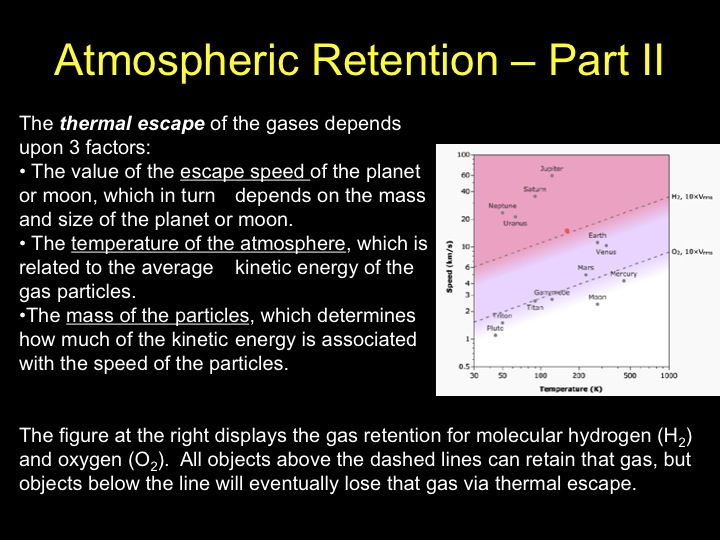 Atmospheric Retention – Part II
The thermal escape of the gases depends
upon 3 factors:
• The value of the escape speed of the planet
or moon, which in turn depends on the mass
and size of the planet or moon.
• The temperature of the atmosphere, which is
related to the average kinetic energy of the
gas particles.
•The mass of the particles, which determines
how much of the kinetic energy is associated
with the speed of the particles.
100
60
40
20
10
6
4
3
2
1
0.5
Speed (km/s)
Jupiter
Saturn
Neptune
Uranus
H₂, 10×Vrms
Earth
Venus
O₂, 10×Vrms
Mars
Mercury
Ganymede
Titan
Moon
Triton
Pluto
30 50 100 200 500 1000
Temperature (K)
The figure at the right displays the gas retention for molecular hydrogen (H₂)
and oxygen (O₂). All objects above the dashed lines can retain that gas, but
objects below the line will eventually lose that gas via thermal escape.